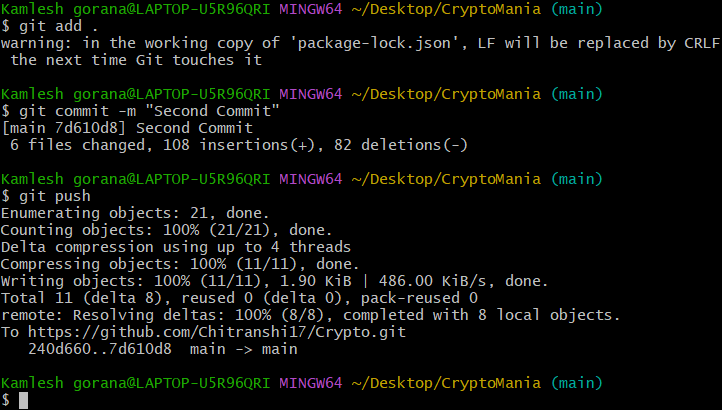 Kamlesh gorana@LAPTOP-U5R96QRI MINGW64 ~/Desktop/CryptoMania (main)
$ git add .
warning: in the working copy of 'package-lock.json', LF will be replaced by CRLF
 the next time Git touches it
Kamlesh gorana@LAPTOP-U5R96QRI MINGW64 ~/Desktop/CryptoMania (main)
$ git commit -m "Second Commit"
[main 7d610d8] Second Commit
 6 files changed, 108 insertions(+), 82 deletions(-)
Kamlesh gorana@LAPTOP-U5R96QRI MINGW64 ~/Desktop/CryptoMania (main)
$ git push
Enumerating objects: 21, done.
Counting objects: 100% (21/21), done.
Delta compression using up to 4 threads
Compressing objects: 100% (11/11), done.
Writing objects: 100% (11/11), 1.90 KiB | 486.00 KiB/s, done.
Total 11 (delta 8), reused 0 (delta 0), pack-reused 0
remote: Resolving deltas: 100% (8/8), completed with 8 local objects.
To https://github.com/Chitranshi17/Crypto.git
   240d660..7d610d8  main -> main
Kamlesh gorana@LAPTOP-U5R96QRI MINGW64 ~/Desktop/CryptoMania (main)
$